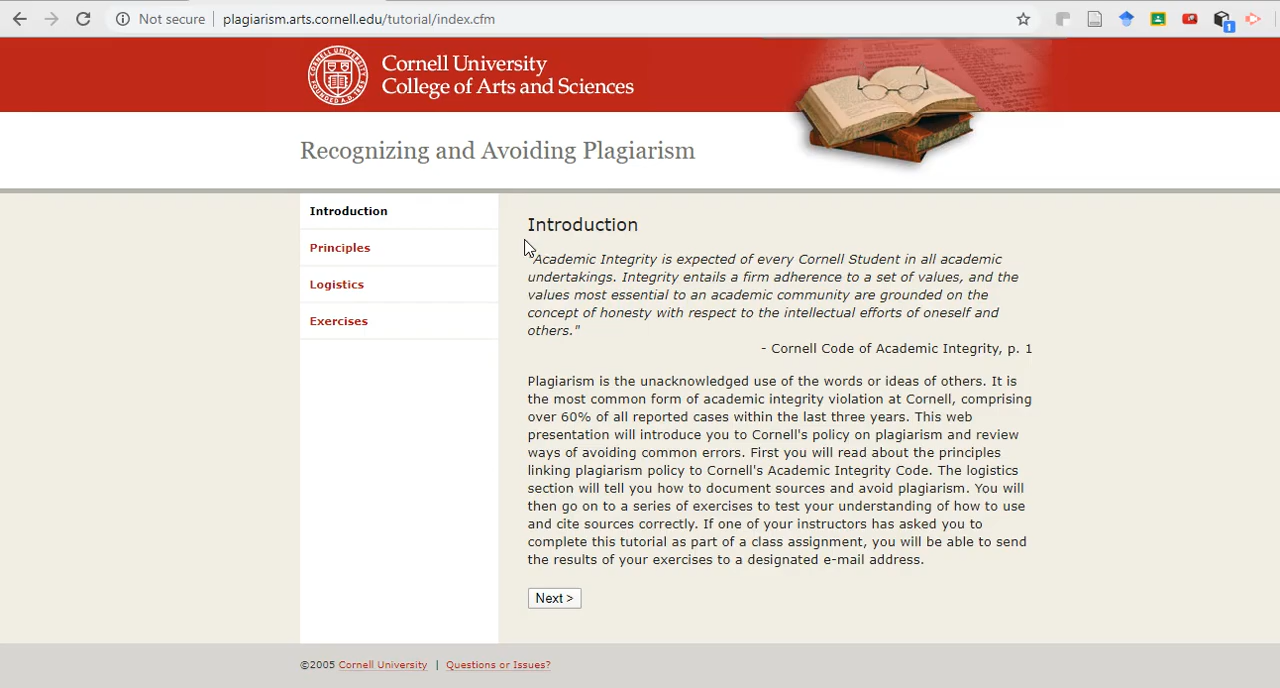 Not secure | plagiarism.arts.cornell.edu/tutorial/index.cfm
1
Cornell University
College of Arts and Sciences
Recognizing and Avoiding Plagiarism
Introduction
Principles
Logistics
Exercises
Introduction
"Academic Integrity is expected of every Cornell Student in all academic
undertakings. Integrity entails a firm adherence to a set of values, and the
values most essential to an academic community are grounded on the
concept of honesty with respect to the intellectual efforts of oneself and
others."
- Cornell Code of Academic Integrity, p. 1
Plagiarism is the unacknowledged use of the words or ideas of others. It is
the most common form of academic integrity violation at Cornell, comprising
over 60% of all reported cases within the last three years. This web
presentation will introduce you to Cornell's policy on plagiarism and review
ways of avoiding common errors. First you will read about the principles
linking plagiarism policy to Cornell's Academic Integrity Code. The logistics
section will tell you how to document sources and avoid plagiarism. You will
then go on to a series of exercises to test your understanding of how to use
and cite sources correctly. If one of your instructors has asked you to
complete this tutorial as part of a class assignment, you will be able to send
the results of your exercises to a designated e-mail address.
Next >
©2005 Cornell University | Questions or Issues?